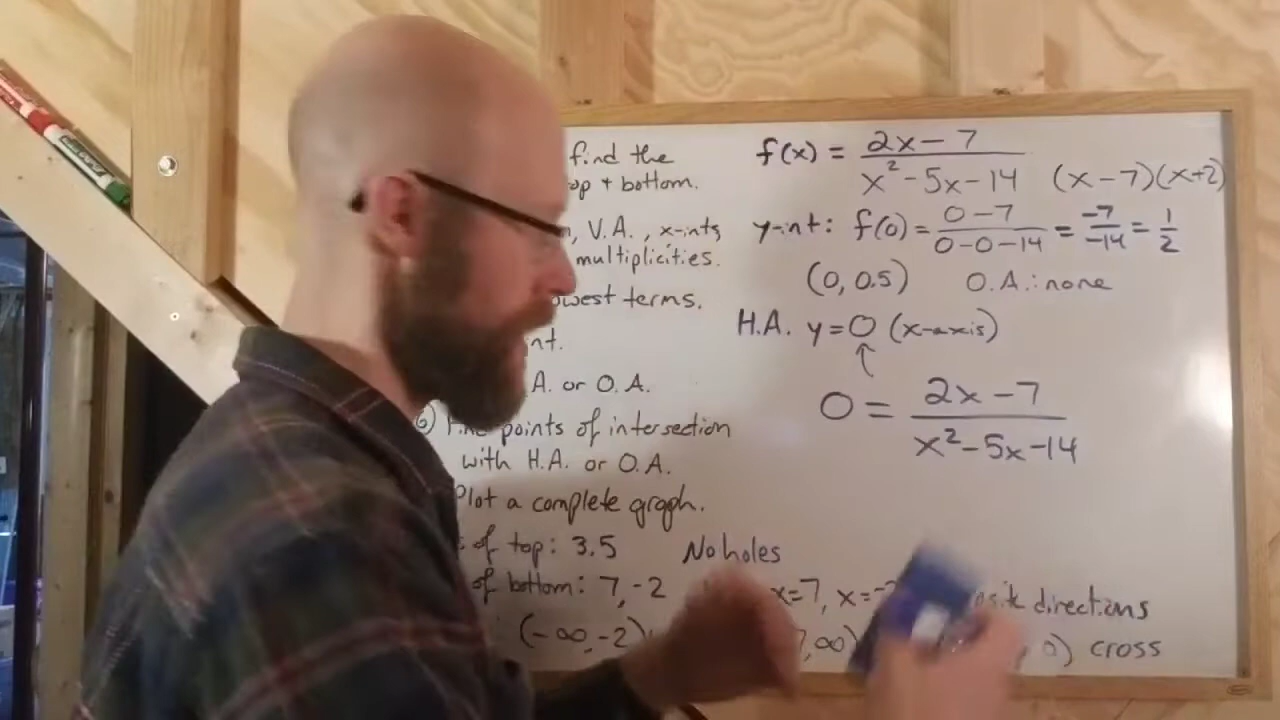 find the
op + bottom.
, V.A., x-ints,
multiplicities.
west terms.
nt.
A. or O.A.
6) points of intersection
with H.A. or O.A.
Plot a complete graph.
of top: 3.5
No holes
of bottom: 7, -2
x=7, x=-2
directions
(-∞, -2)
7, ∞)
0) cross
f(x) = (2x - 7)/(x² - 5x - 14) (x - 7)(x + 2)
y-int: f(0) = (0 - 7)/(0 - 0 - 14) = -7/-14 = 1/2
(0, 0.5) O.A.: none
H.A. y = 0 (x-axis)
↑
0 = (2x - 7)/(x² - 5x - 14)